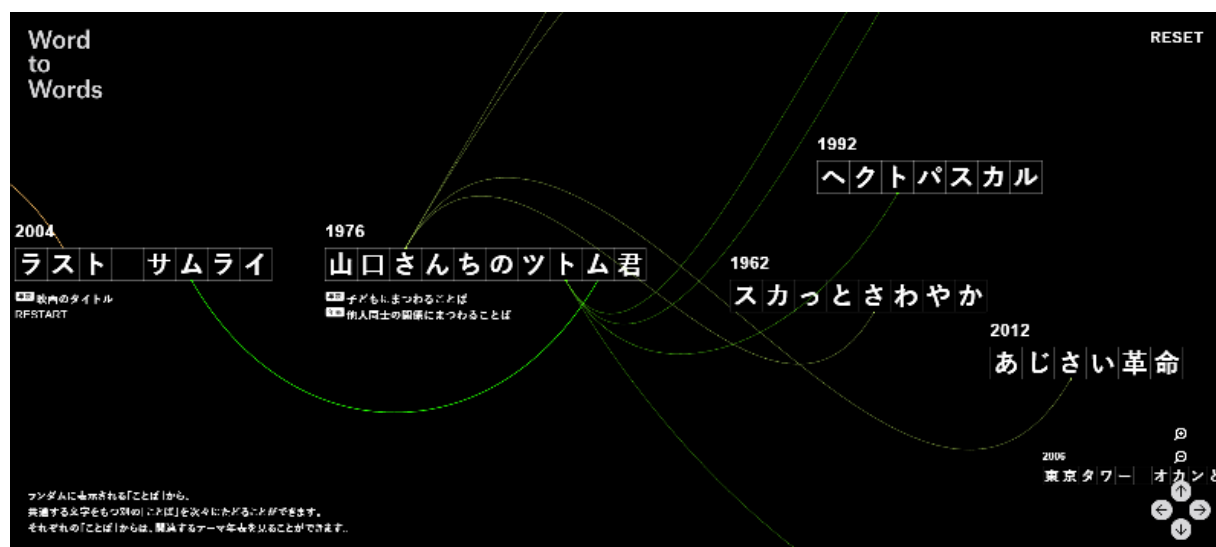 Word
to
Words
RESET
1992
ヘクトパスカル
2004
ラスト サムライ
映画のタイトル
RESTART
1976
山口さんちのツトム君
子どもにまつわることば
他人同士の関係にまつわることば
1962
スカっとさわやか
2012
あじさい革命
2006
東京タワー オカンと
ランダムに表示される「ことば」から、
共通する文字をもつ別の「ことば」を次々にたどることができます。
それぞれの「ことば」からは、関連するテーマ年表を見ることができます。